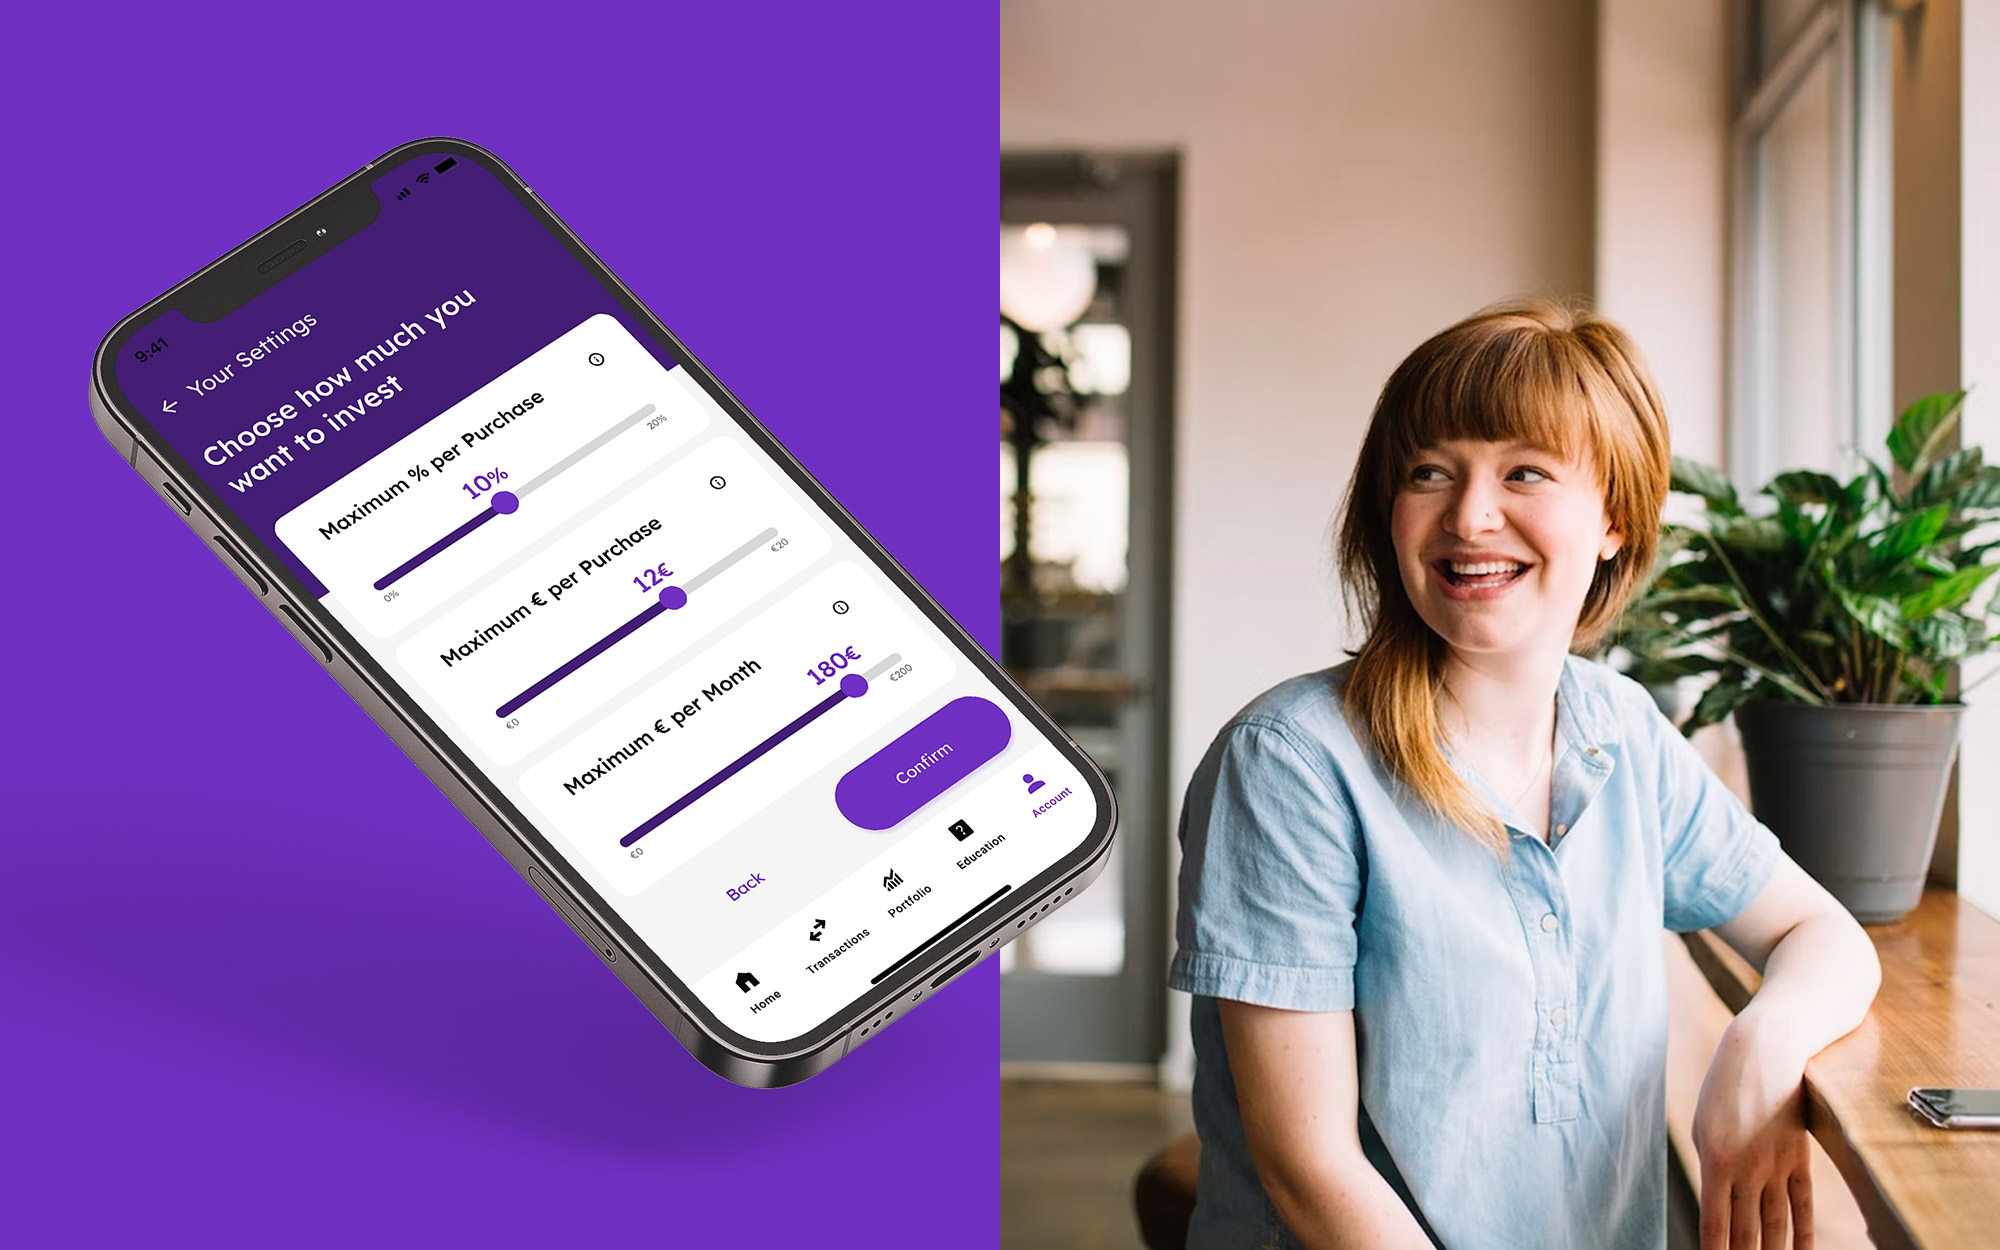 9:41
Your Settings
Choose how much you
want to invest
Maximum % per Purchase
10%
0%
20%
Maximum € per Purchase
12€
€0
€20
Maximum € per Month
180€
€0
€200
Back
Confirm
Home
Transactions
Portfolio
Education
Account